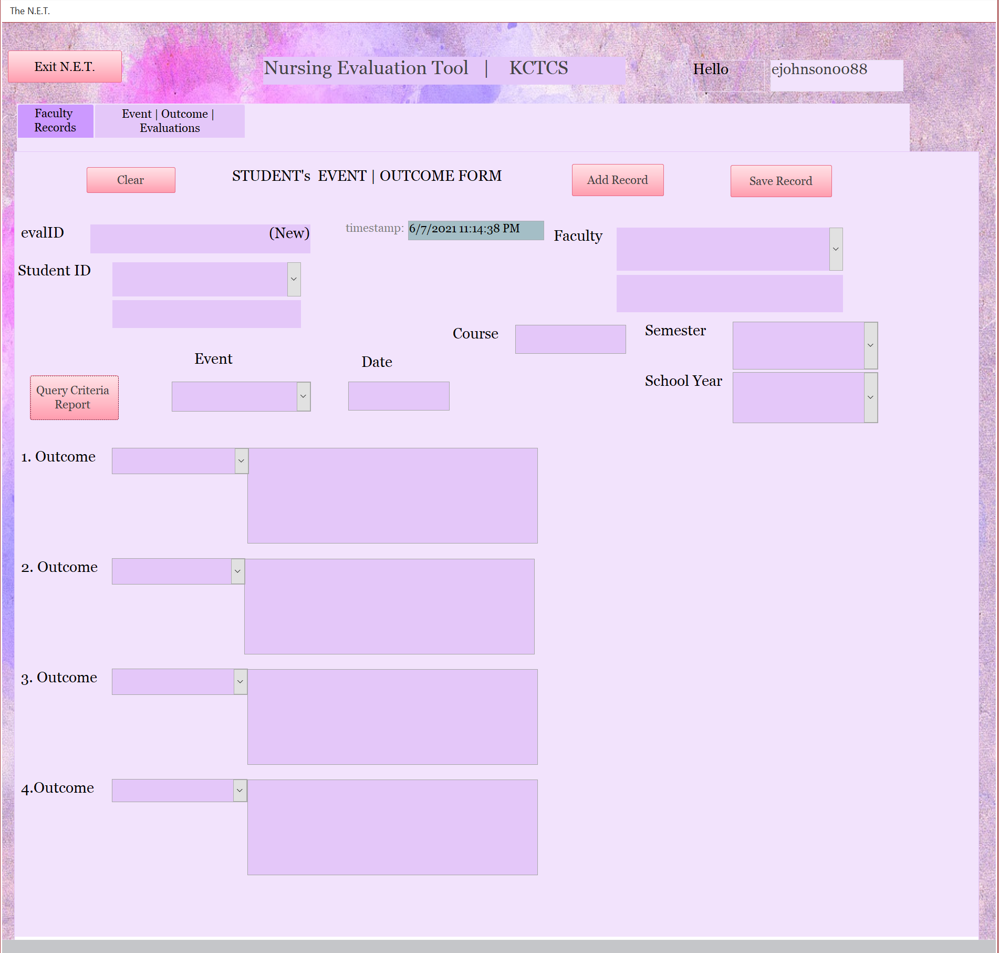 The N.E.T.
Exit N.E.T.
Nursing Evaluation Tool | KCTCS
Hello
ejohnson0088
Faculty
Records
Event | Outcome |
Evaluations
Clear
STUDENT's EVENT | OUTCOME FORM
Add Record
Save Record
evalID
(New)
timestamp:
6/7/2021 11:14:38 PM
Faculty
Student ID
Course
Semester
Event
Date
School Year
Query Criteria
Report
1. Outcome
2. Outcome
3. Outcome
4.Outcome